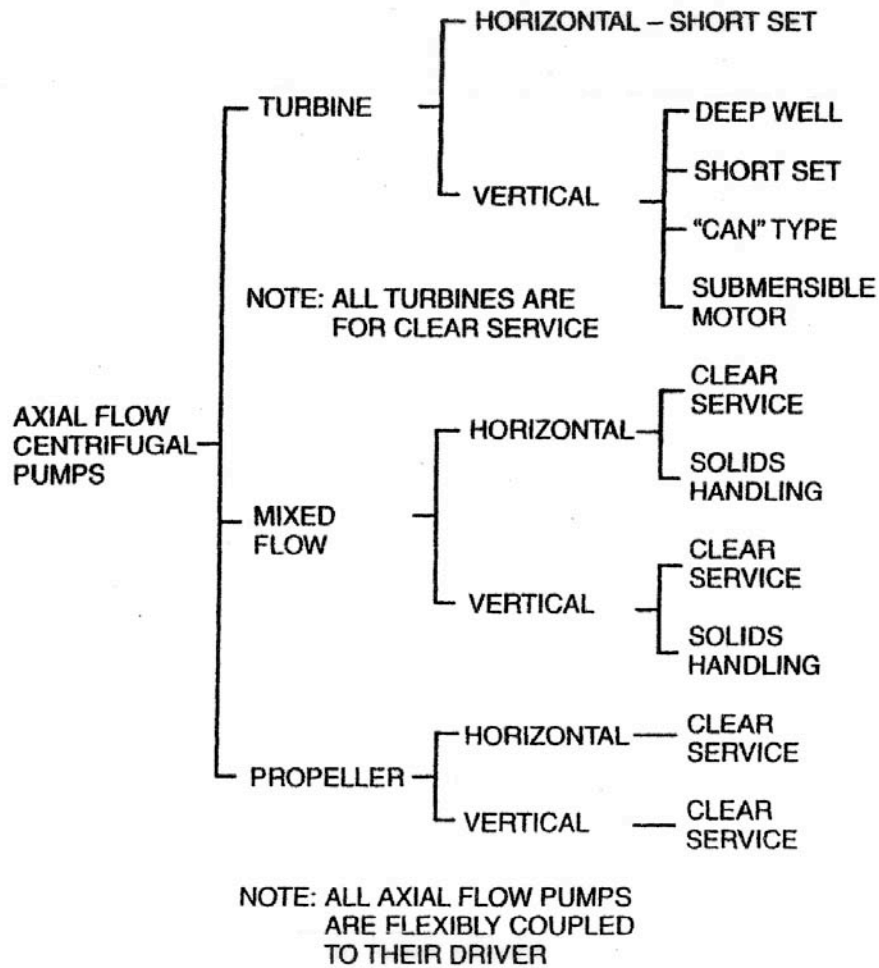 HORIZONTAL – SHORT SET
TURBINE
DEEP WELL
SHORT SET
VERTICAL
"CAN" TYPE
SUBMERSIBLE
MOTOR
NOTE: ALL TURBINES ARE
FOR CLEAR SERVICE
CLEAR
SERVICE
AXIAL FLOW
CENTRIFUGAL
PUMPS
HORIZONTAL
SOLIDS
HANDLING
MIXED
FLOW
CLEAR
SERVICE
VERTICAL
SOLIDS
HANDLING
HORIZONTAL
CLEAR
SERVICE
PROPELLER
VERTICAL
CLEAR
SERVICE
NOTE: ALL AXIAL FLOW PUMPS
ARE FLEXIBLY COUPLED
TO THEIR DRIVER